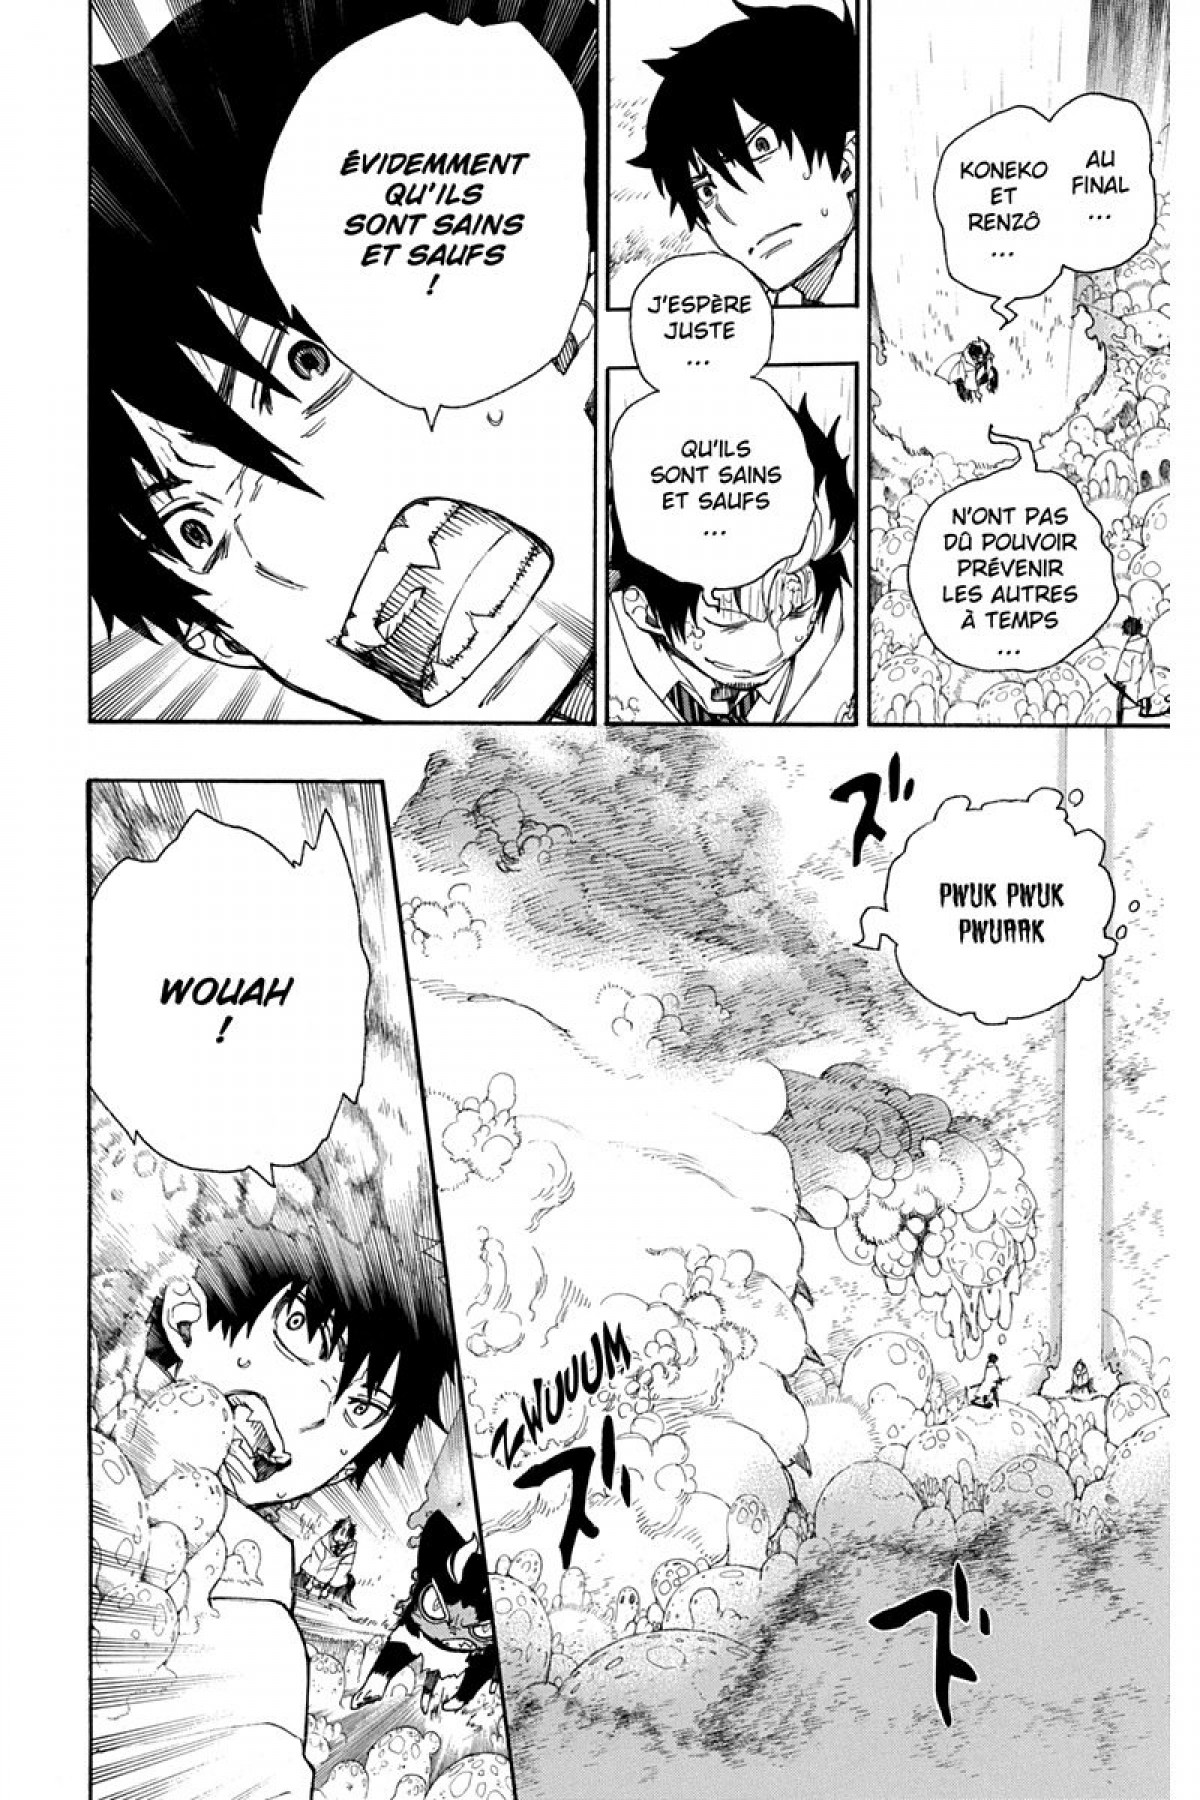 AU
FINAL
...
KONEKO
ET
RENZÔ
...
N'ONT PAS
DÛ POUVOIR
PRÉVENIR
LES AUTRES
À TEMPS
...
J'ESPÈRE
JUSTE
...
QU'ILS
SONT SAINS
ET SAUFS
...
ÉVIDEMMENT
QU'ILS
SONT SAINS
ET SAUFS
!
PWUK PWUK
PWURRK
ズ
ZWUUUM
ズ
ズ
WOUAH
!